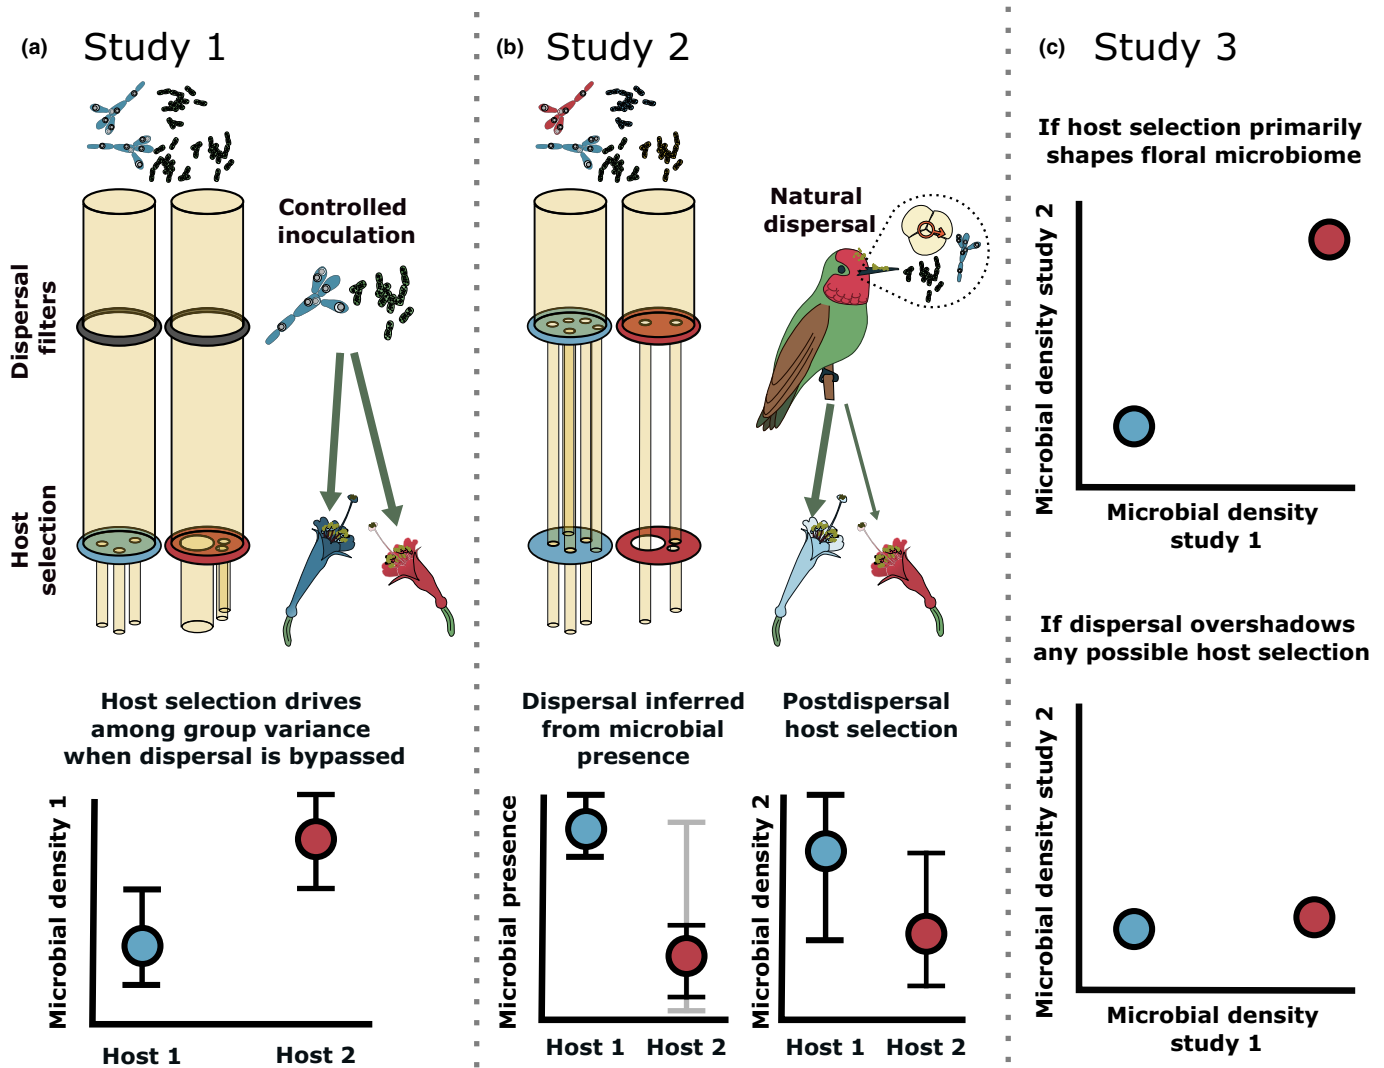 (a) Study 1
Controlled
inoculation
Dispersal
filters
Host
selection
Host selection drives
among group variance
when dispersal is bypassed
Microbial density 1
Host 1
Host 2
(b) Study 2
Natural
dispersal
Dispersal inferred
from microbial
presence
Microbial presence
Host 1
Host 2
Postdispersal
host selection
Microbial density 2
Host 1
Host 2
(c) Study 3
If host selection primarily
shapes floral microbiome
Microbial density study 2
Microbial density
study 1
If dispersal overshadows
any possible host selection
Microbial density study 2
Microbial density
study 1